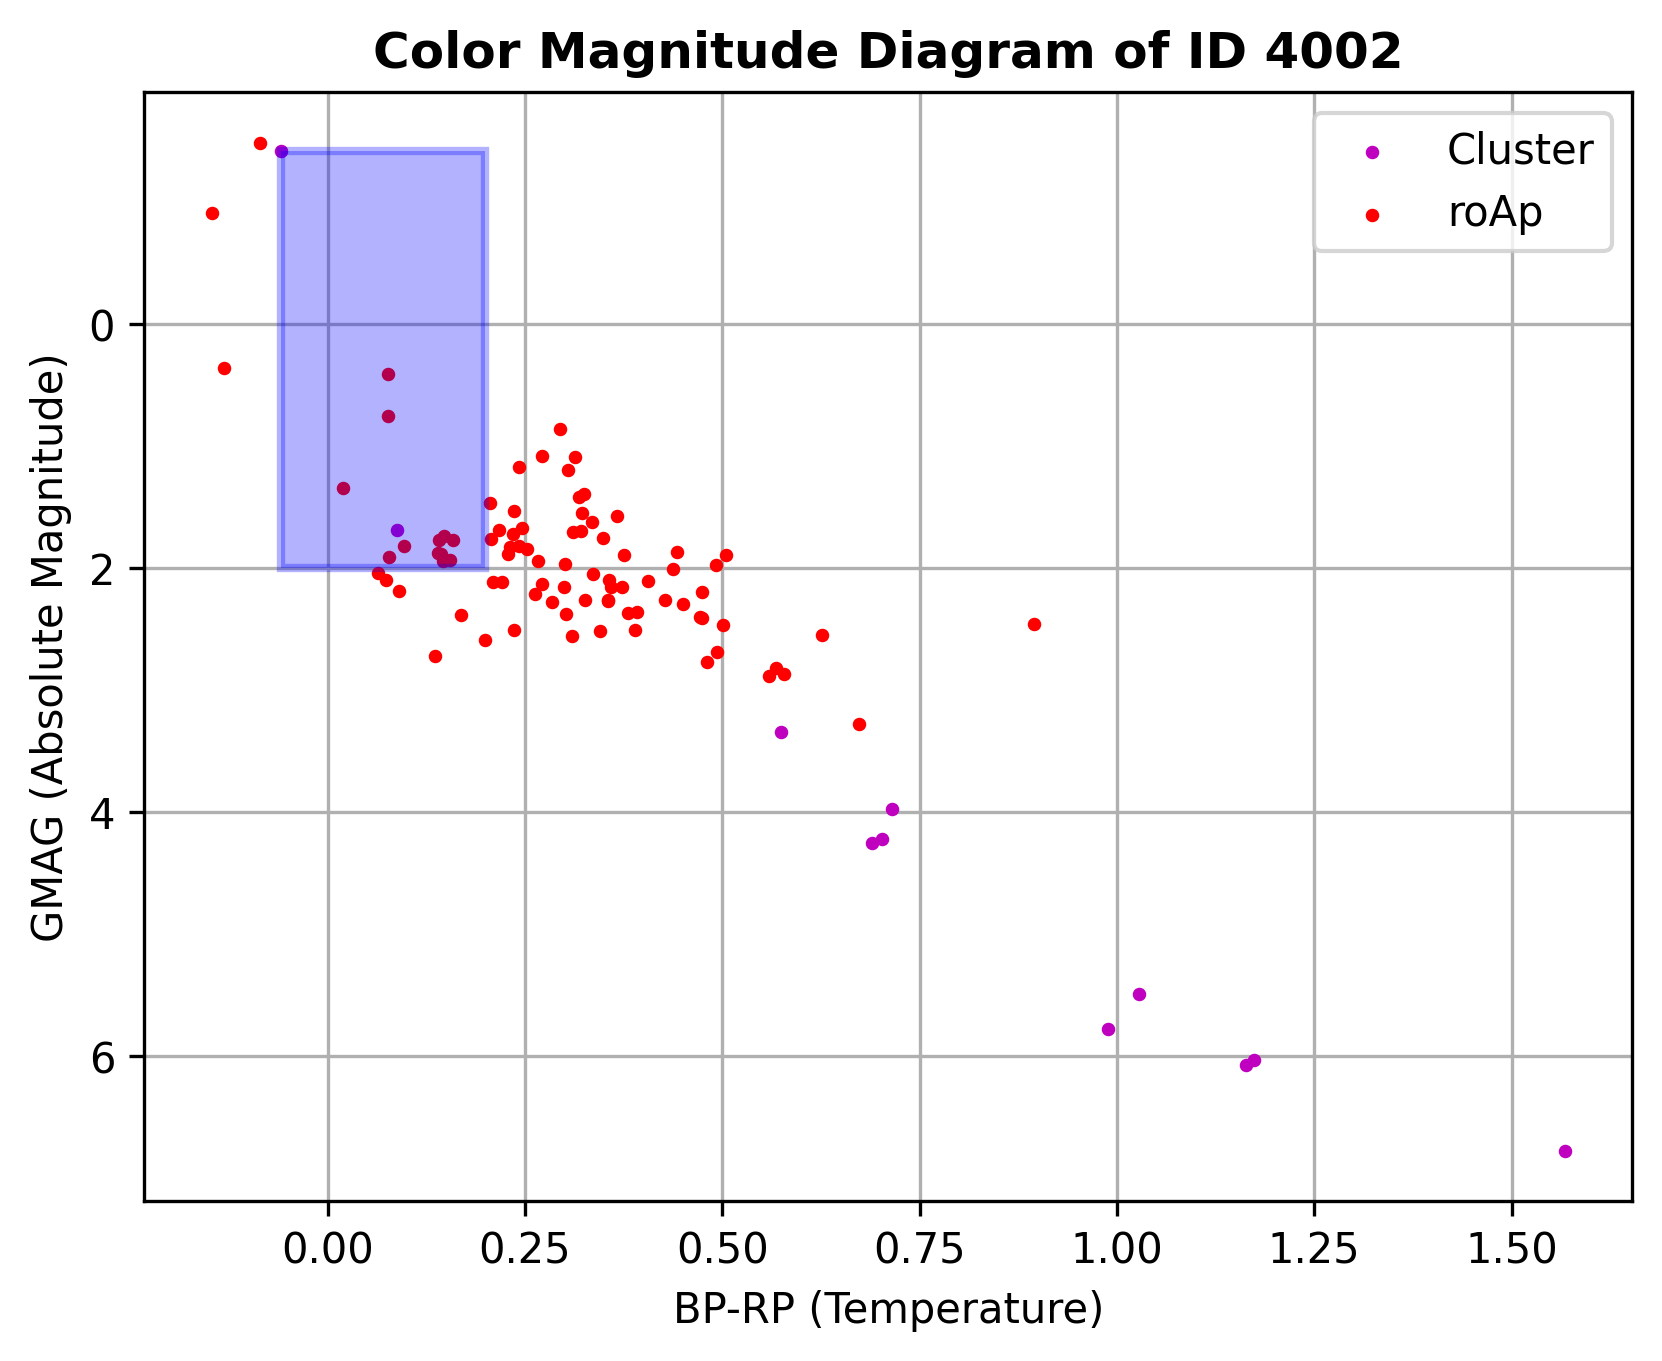 Color Magnitude Diagram of ID 4002
Cluster
roAp
GMAG (Absolute Magnitude)
0
2
4
6
0.00 0.25 0.50 0.75 1.00 1.25 1.50
BP-RP (Temperature)